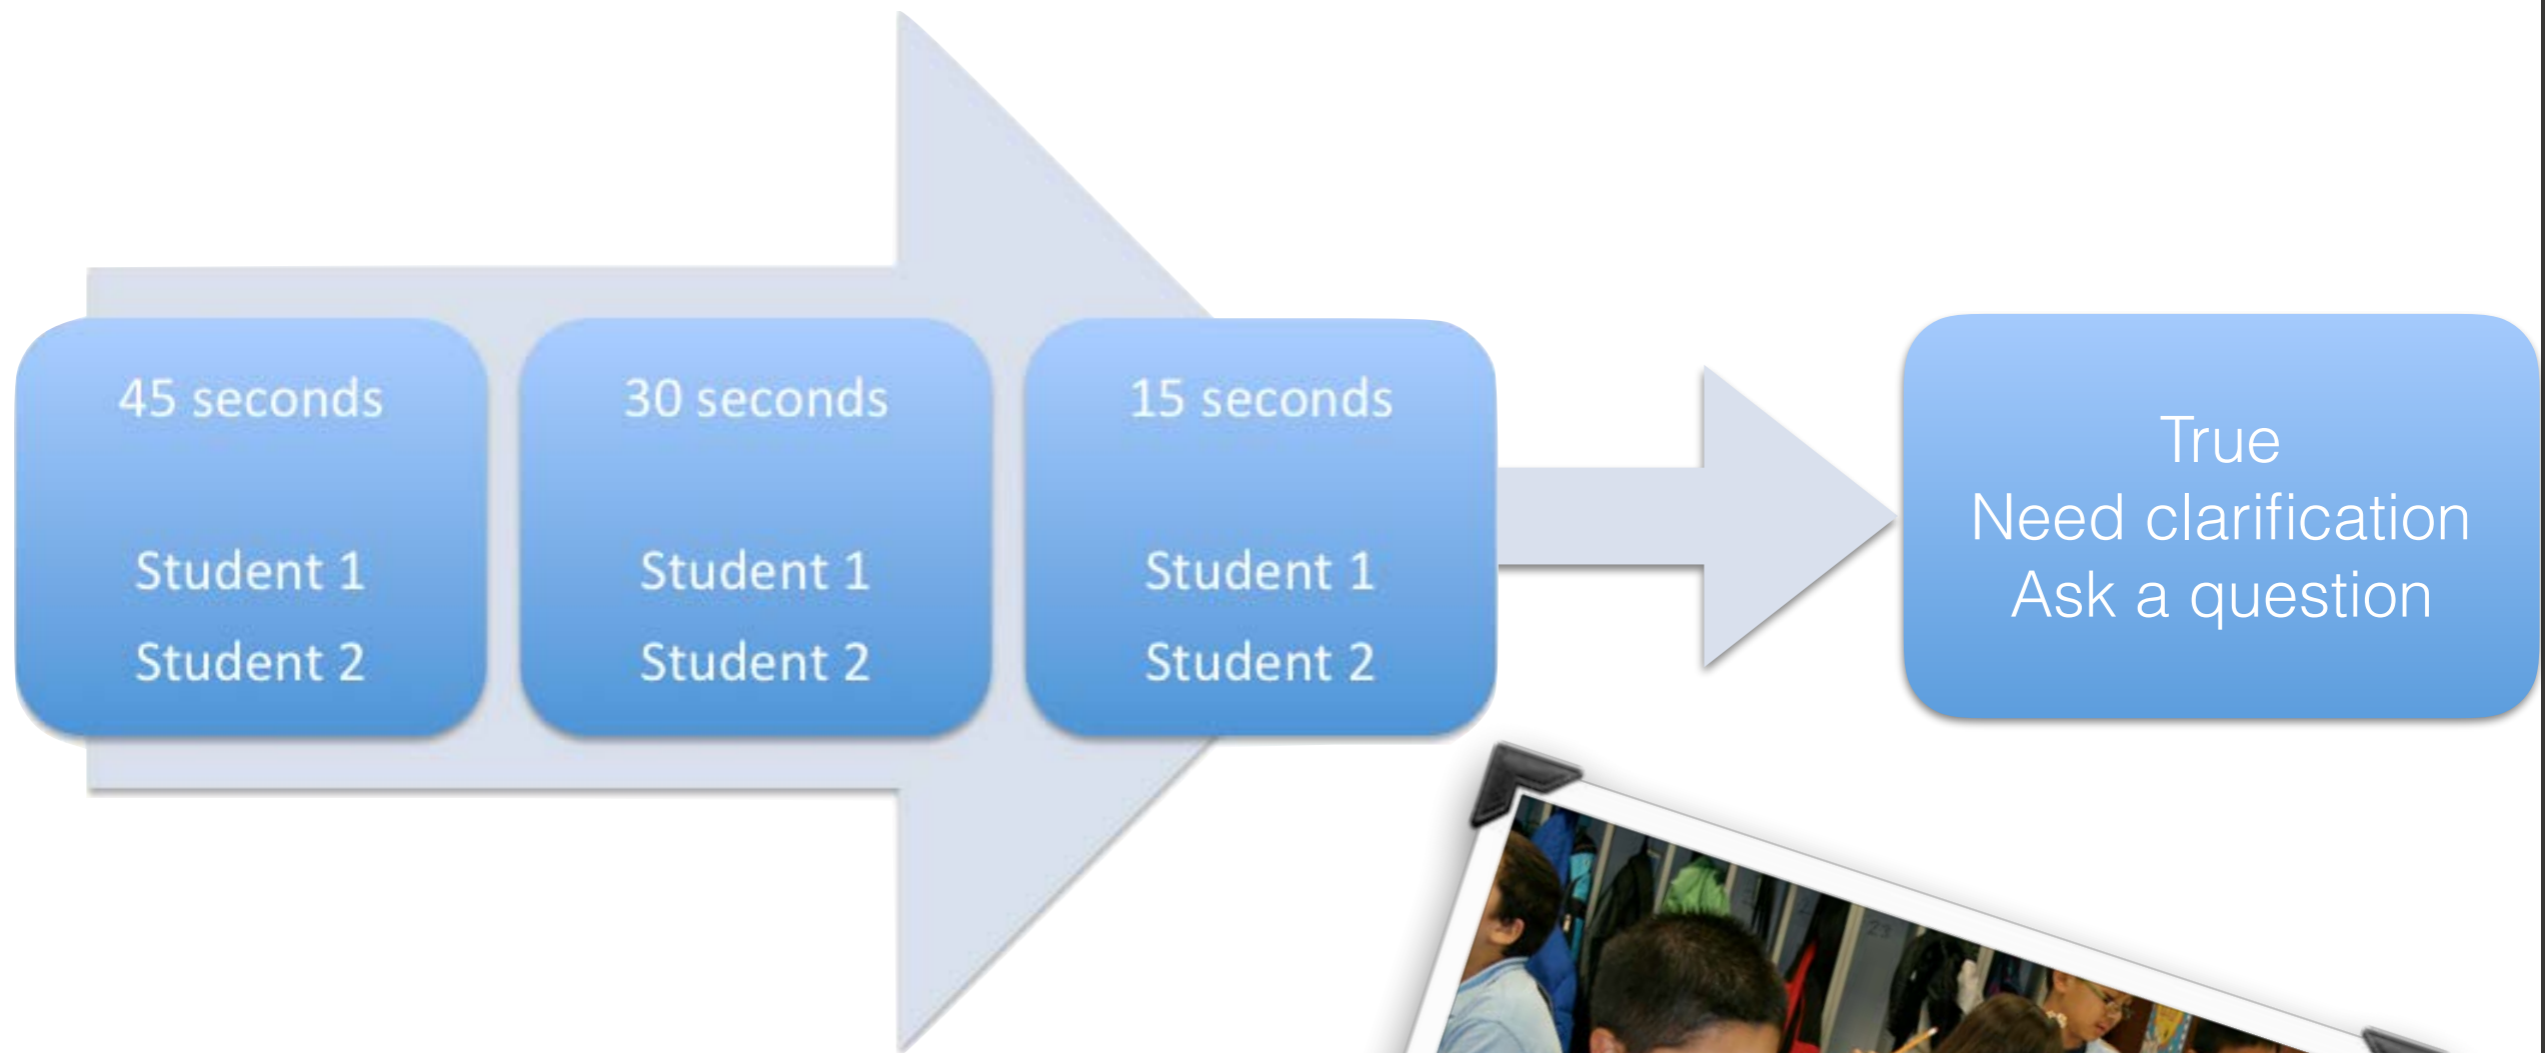 45 seconds
Student 1
Student 2
30 seconds
Student 1
Student 2
15 seconds
Student 1
Student 2
True
Need clarification
Ask a question
23